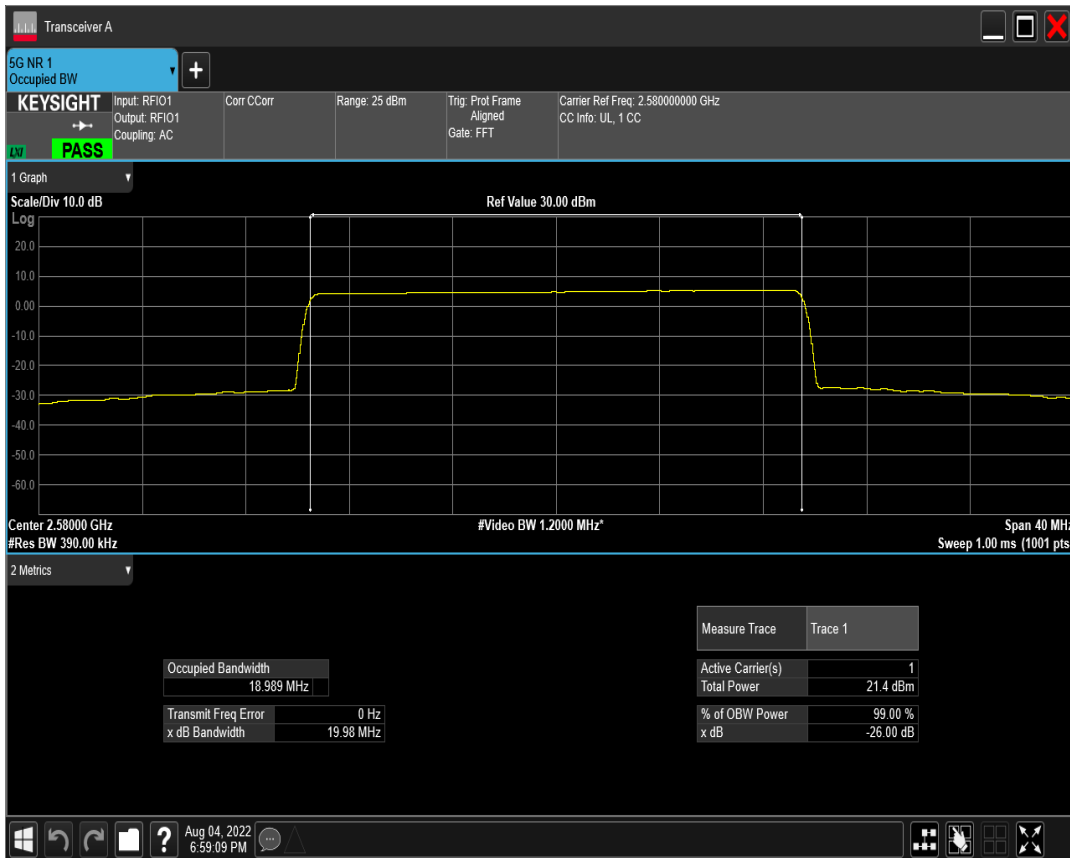 Transceiver A
5G NR 1
Occupied BW
+
KEYSIGHT
LXI
PASS
Input: RFIO1
Output: RFIO1
Coupling: AC
Corr CCorr
Range: 25 dBm
Trig: Prot Frame
Aligned
Gate: FFT
Carrier Ref Freq: 2.580000000 GHz
CC Info: UL, 1 CC
1 Graph
Scale/Div 10.0 dB
Ref Value 30.00 dBm
Log
20.0
10.0
0.00
-10.0
-20.0
-30.0
-40.0
-50.0
-60.0
Center 2.58000 GHz
#Video BW 1.2000 MHz*
Span 40 MHz
#Res BW 390.00 kHz
Sweep 1.00 ms (1001 pts
2 Metrics
Measure Trace Trace 1
Occupied Bandwidth
18.989 MHz
Active Carrier(s) 1
Total Power 21.4 dBm
Transmit Freq Error 0 Hz
x dB Bandwidth 19.98 MHz
% of OBW Power 99.00 %
x dB -26.00 dB
?
Aug 04, 2022
6:59:09 PM